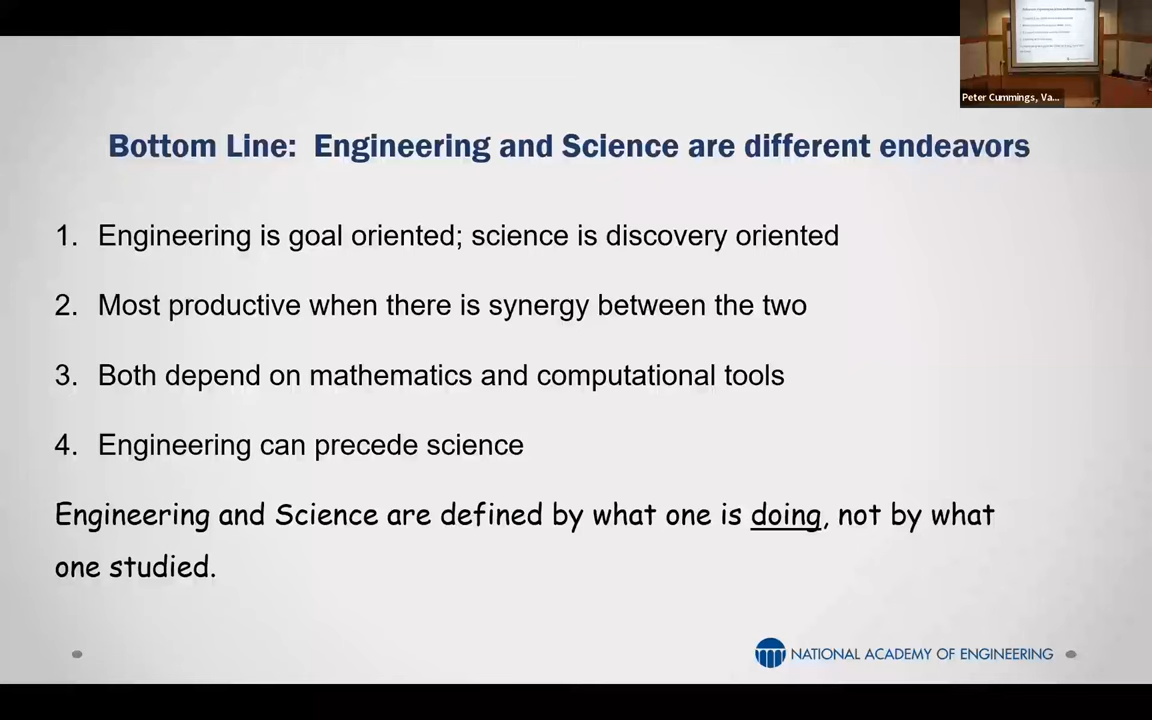 Peter Cummings, Va...
Bottom Line: Engineering and Science are different endeavors
1. Engineering is goal oriented; science is discovery oriented
2. Most productive when there is synergy between the two
3. Both depend on mathematics and computational tools
4. Engineering can precede science
Engineering and Science are defined by what one is doing, not by what
one studied.
NATIONAL ACADEMY OF ENGINEERING